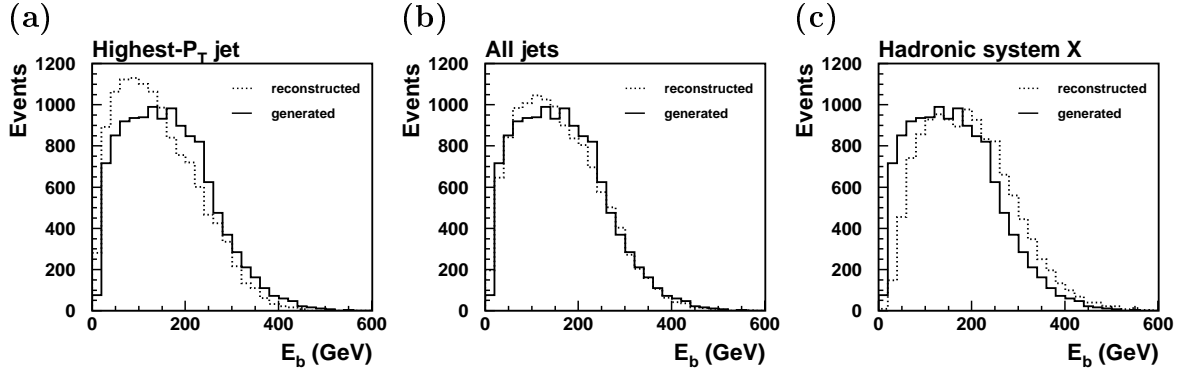 (a)
Highest-P_T jet
Events
1200
1000
800
600
400
200
0
reconstructed
generated
0 200 400 600
E_b (GeV)
(b)
All jets
Events
1200
1000
800
600
400
200
0
reconstructed
generated
0 200 400 600
E_b (GeV)
(c)
Hadronic system X
Events
1200
1000
800
600
400
200
0
reconstructed
generated
0 200 400 600
E_b (GeV)